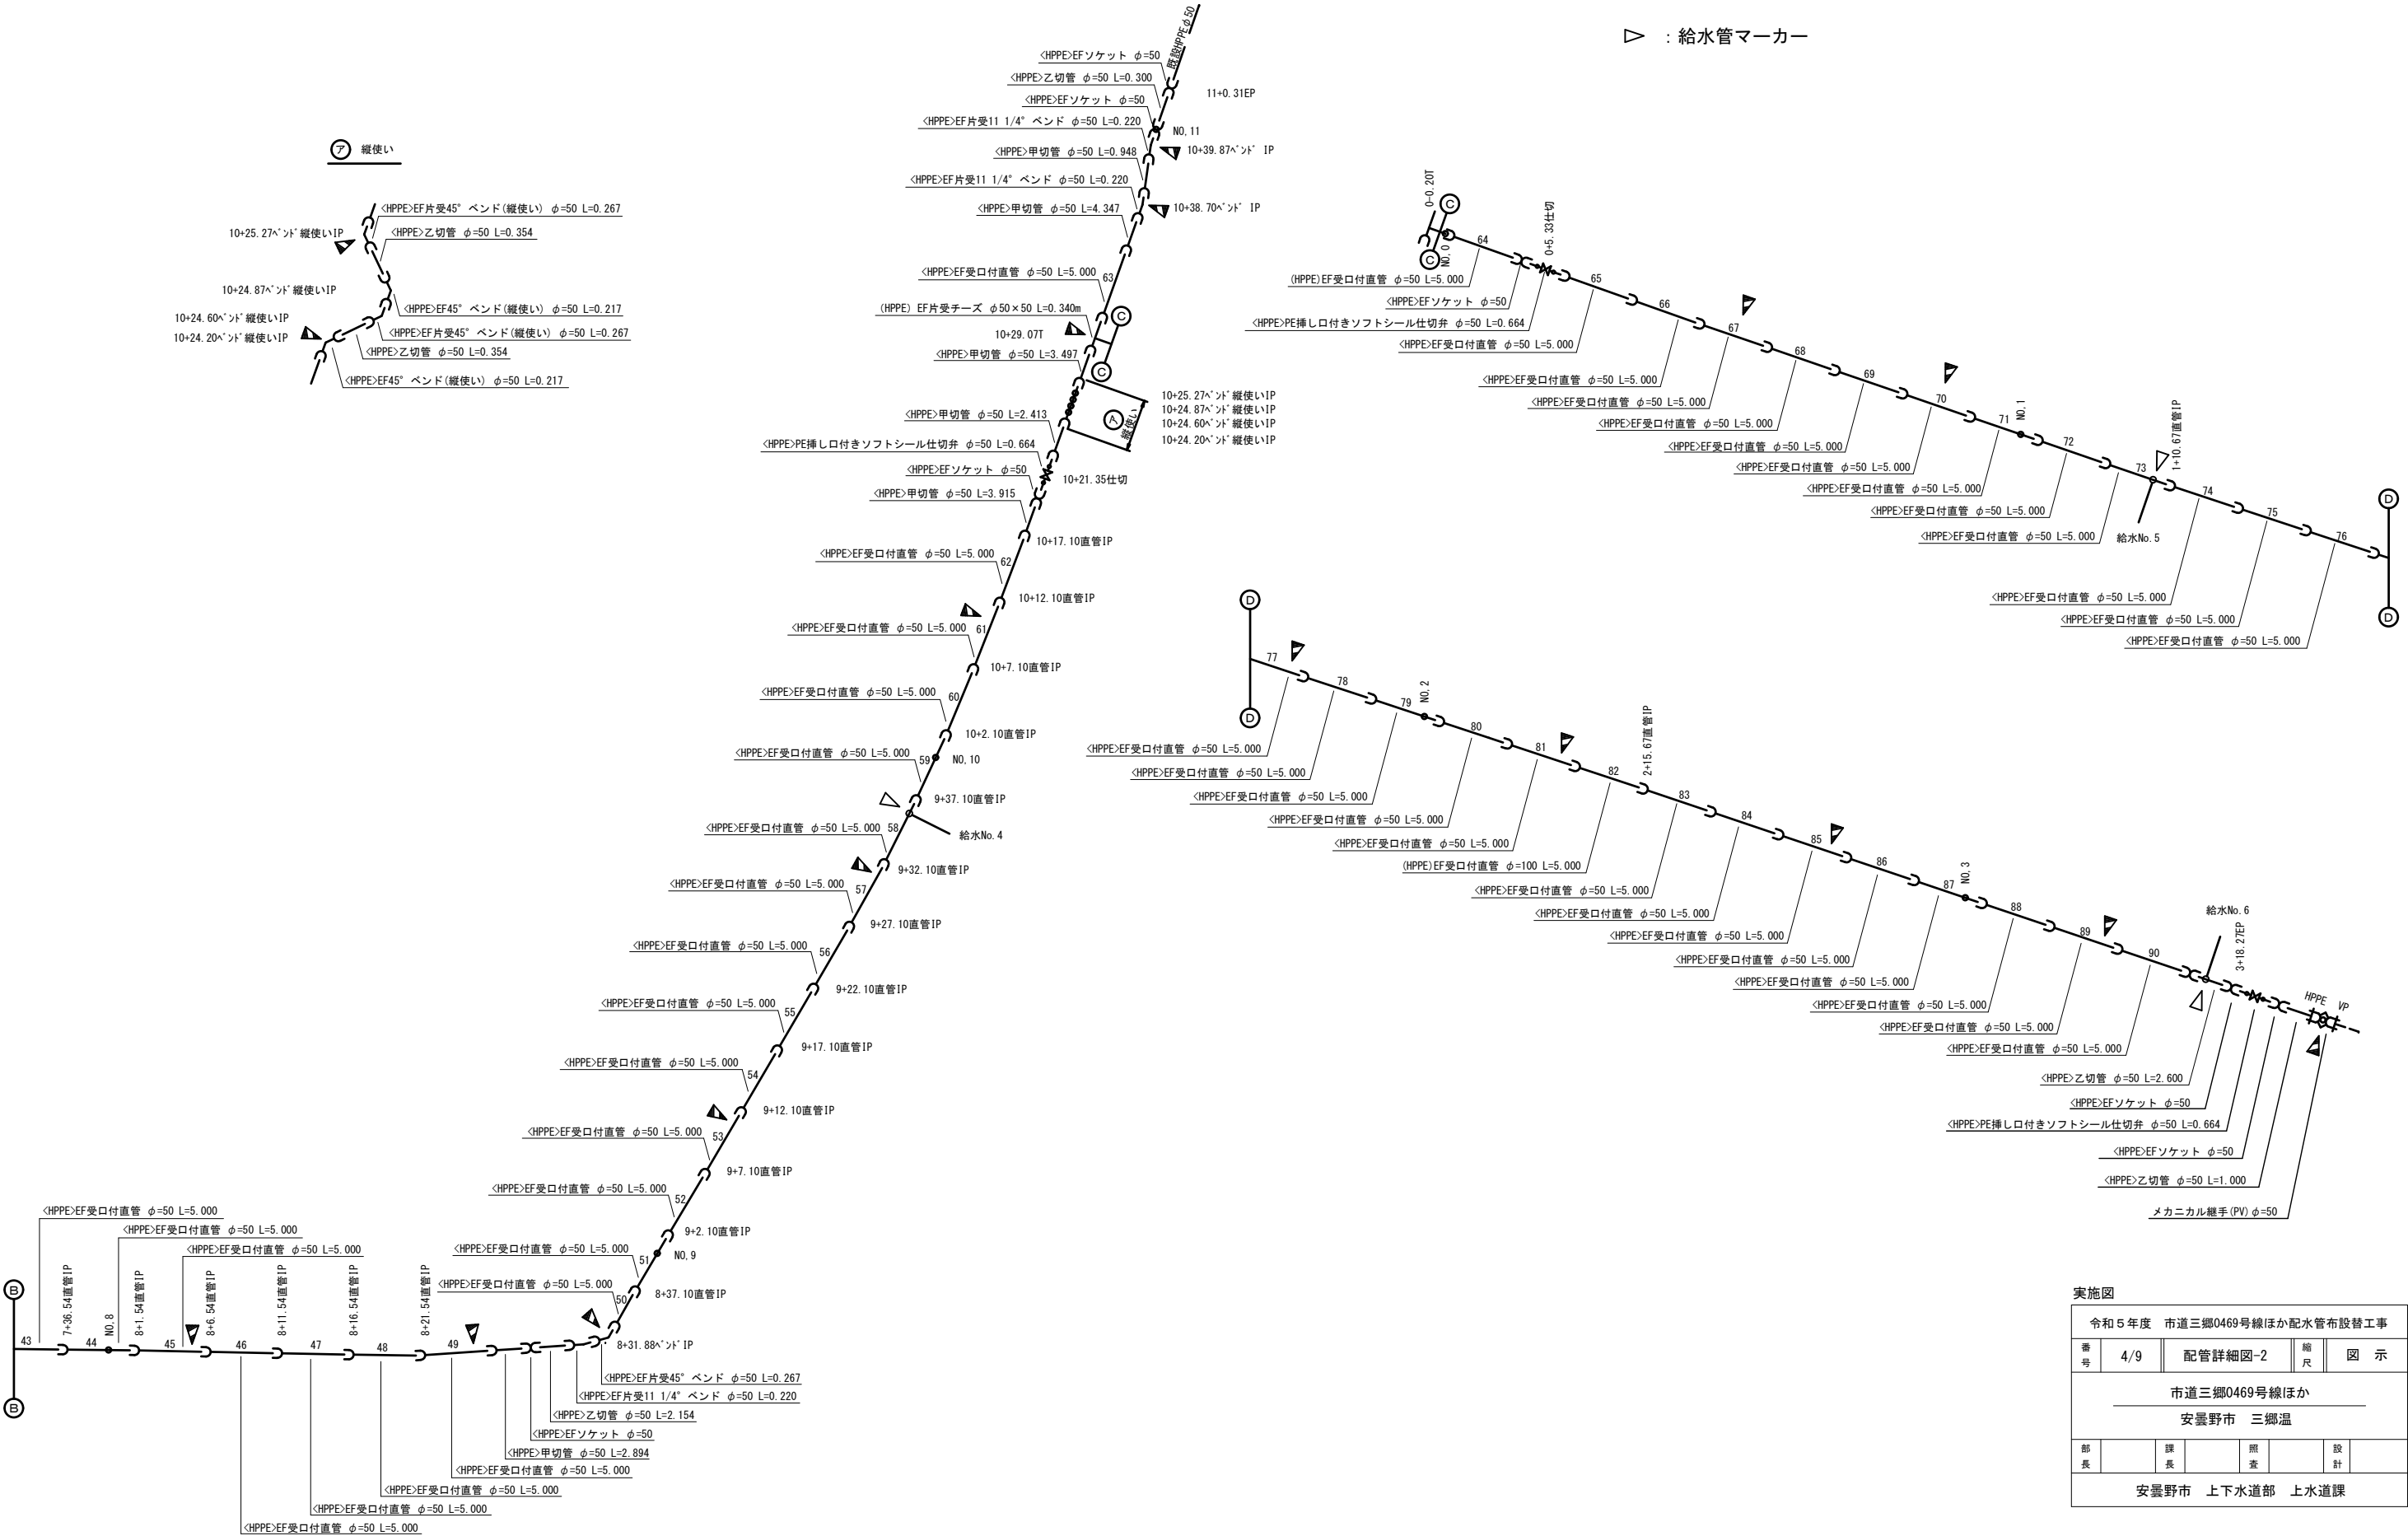 ▷ ：給水管マーカー
ア 縦使い
<HPPE>EF片受45°ベンド(縦使い) φ=50 L=0.267
10+25.27ベンド縦使いIP
<HPPE>乙切管 φ=50 L=0.354
10+24.87ベンド縦使いIP
<HPPE>EF45°ベンド(縦使い) φ=50 L=0.217
10+24.60ベンド縦使いIP
<HPPE>EF片受45°ベンド(縦使い) φ=50 L=0.267
10+24.20ベンド縦使いIP
<HPPE>乙切管 φ=50 L=0.354
<HPPE>EF45°ベンド(縦使い) φ=50 L=0.217
既設HPPEφ50
<HPPE>EFソケット φ=50
<HPPE>乙切管 φ=50 L=0.300
11+0.31EP
<HPPE>EFソケット φ=50
<HPPE>EF片受11 1/4°ベンド φ=50 L=0.220
NO,11
<HPPE>甲切管 φ=50 L=0.948
10+39.87ベンド IP
<HPPE>EF片受11 1/4°ベンド φ=50 L=0.220
<HPPE>甲切管 φ=50 L=4.347
10+38.70ベンド IP
<HPPE>EF受口付直管 φ=50 L=5.000
63
(HPPE) EF片受チーズ φ50×50 L=0.340m
C
10+29.07T
<HPPE>甲切管 φ=50 L=3.497
C
10+25.27ベンド縦使いIP
10+24.87ベンド縦使いIP
10+24.60ベンド縦使いIP
10+24.20ベンド縦使いIP
縦使い
<HPPE>甲切管 φ=50 L=2.413
<HPPE>PE挿し口付きソフトシール仕切弁 φ=50 L=0.664
<HPPE>EFソケット φ=50
10+21.35仕切
<HPPE>甲切管 φ=50 L=3.915
10+17.10直管IP
<HPPE>EF受口付直管 φ=50 L=5.000
62
10+12.10直管IP
<HPPE>EF受口付直管 φ=50 L=5.000
61
10+7.10直管IP
<HPPE>EF受口付直管 φ=50 L=5.000
60
10+2.10直管IP
<HPPE>EF受口付直管 φ=50 L=5.000
59
NO,10
9+37.10直管IP
<HPPE>EF受口付直管 φ=50 L=5.000
58
給水No.4
9+32.10直管IP
<HPPE>EF受口付直管 φ=50 L=5.000
57
9+27.10直管IP
<HPPE>EF受口付直管 φ=50 L=5.000
56
9+22.10直管IP
<HPPE>EF受口付直管 φ=50 L=5.000
55
9+17.10直管IP
<HPPE>EF受口付直管 φ=50 L=5.000
54
9+12.10直管IP
<HPPE>EF受口付直管 φ=50 L=5.000
53
9+7.10直管IP
<HPPE>EF受口付直管 φ=50 L=5.000
52
9+2.10直管IP
<HPPE>EF受口付直管 φ=50 L=5.000
51
NO,9
<HPPE>EF受口付直管 φ=50 L=5.000
50
8+37.10直管IP
8+31.88ベンドIP
<HPPE>EF受口付直管 φ=50 L=5.000
<HPPE>EF受口付直管 φ=50 L=5.000
<HPPE>EF受口付直管 φ=50 L=5.000
B
B
43
7+36.54直管IP
44
NO,8
8+1.54直管IP
45
8+6.54直管IP
46
8+11.54直管IP
47
8+16.54直管IP
48
8+21.54直管IP
49
<HPPE>EF片受45°ベンド φ=50 L=0.267
<HPPE>EF片受11 1/4°ベンド φ=50 L=0.220
<HPPE>乙切管 φ=50 L=2.154
<HPPE>EFソケット φ=50
<HPPE>甲切管 φ=50 L=2.894
<HPPE>EF受口付直管 φ=50 L=5.000
<HPPE>EF受口付直管 φ=50 L=5.000
<HPPE>EF受口付直管 φ=50 L=5.000
<HPPE>EF受口付直管 φ=50 L=5.000
0-0.20T
C
C
NO,0
64
0+5.33仕切
65
66
67
68
69
70
71
NO,1
72
73
1+10.67直管IP
74
75
76
D
D
(HPPE)EF受口付直管 φ=50 L=5.000
<HPPE>EFソケット φ=50
<HPPE>PE挿し口付きソフトシール仕切弁 φ=50 L=0.664
<HPPE>EF受口付直管 φ=50 L=5.000
<HPPE>EF受口付直管 φ=50 L=5.000
<HPPE>EF受口付直管 φ=50 L=5.000
<HPPE>EF受口付直管 φ=50 L=5.000
<HPPE>EF受口付直管 φ=50 L=5.000
<HPPE>EF受口付直管 φ=50 L=5.000
<HPPE>EF受口付直管 φ=50 L=5.000
<HPPE>EF受口付直管 φ=50 L=5.000
<HPPE>EF受口付直管 φ=50 L=5.000
給水No.5
<HPPE>EF受口付直管 φ=50 L=5.000
<HPPE>EF受口付直管 φ=50 L=5.000
<HPPE>EF受口付直管 φ=50 L=5.000
D
D
77
78
79
NO,2
80
81
82
2+15.67直管IP
83
84
85
86
87
NO,3
88
89
90
給水No.6
3+18.27EP
HPPE
VP
<HPPE>EF受口付直管 φ=50 L=5.000
<HPPE>EF受口付直管 φ=50 L=5.000
<HPPE>EF受口付直管 φ=50 L=5.000
<HPPE>EF受口付直管 φ=50 L=5.000
<HPPE>EF受口付直管 φ=50 L=5.000
(HPPE)EF受口付直管 φ=100 L=5.000
<HPPE>EF受口付直管 φ=50 L=5.000
<HPPE>EF受口付直管 φ=50 L=5.000
<HPPE>EF受口付直管 φ=50 L=5.000
<HPPE>EF受口付直管 φ=50 L=5.000
<HPPE>EF受口付直管 φ=50 L=5.000
<HPPE>EF受口付直管 φ=50 L=5.000
<HPPE>EF受口付直管 φ=50 L=5.000
<HPPE>EF受口付直管 φ=50 L=5.000
<HPPE>乙切管 φ=50 L=2.600
<HPPE>EFソケット φ=50
<HPPE>PE挿し口付きソフトシール仕切弁 φ=50 L=0.664
<HPPE>EFソケット φ=50
<HPPE>乙切管 φ=50 L=1.000
メカニカル継手(PV)φ=50
実施図
令和５年度 市道三郷0469号線ほか配水管布設替工事
番号 4/9 配管詳細図-2 縮尺 図 示
市道三郷0469号線ほか
安曇野市 三郷温
部長 課長 照査 設計
安曇野市 上下水道部 上水道課